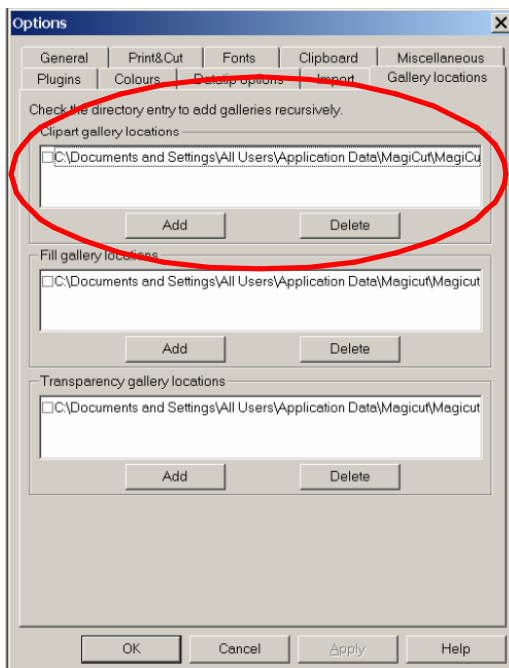 Options
General Print&Cut Fonts Clipboard Miscellaneous
Plugins Colours Datatip options Import Gallery locations
Check the directory entry to add galleries recursively.
Clipart gallery locations
C:\Documents and Settings\All Users\Application Data\MagiCut\MagiCu
Add Delete
Fill gallery locations
C:\Documents and Settings\All Users\Application Data\Magicut\Magicut
Add Delete
Transparency gallery locations
C:\Documents and Settings\All Users\Application Data\Magicut\Magicut
Add Delete
OK Cancel Apply Help